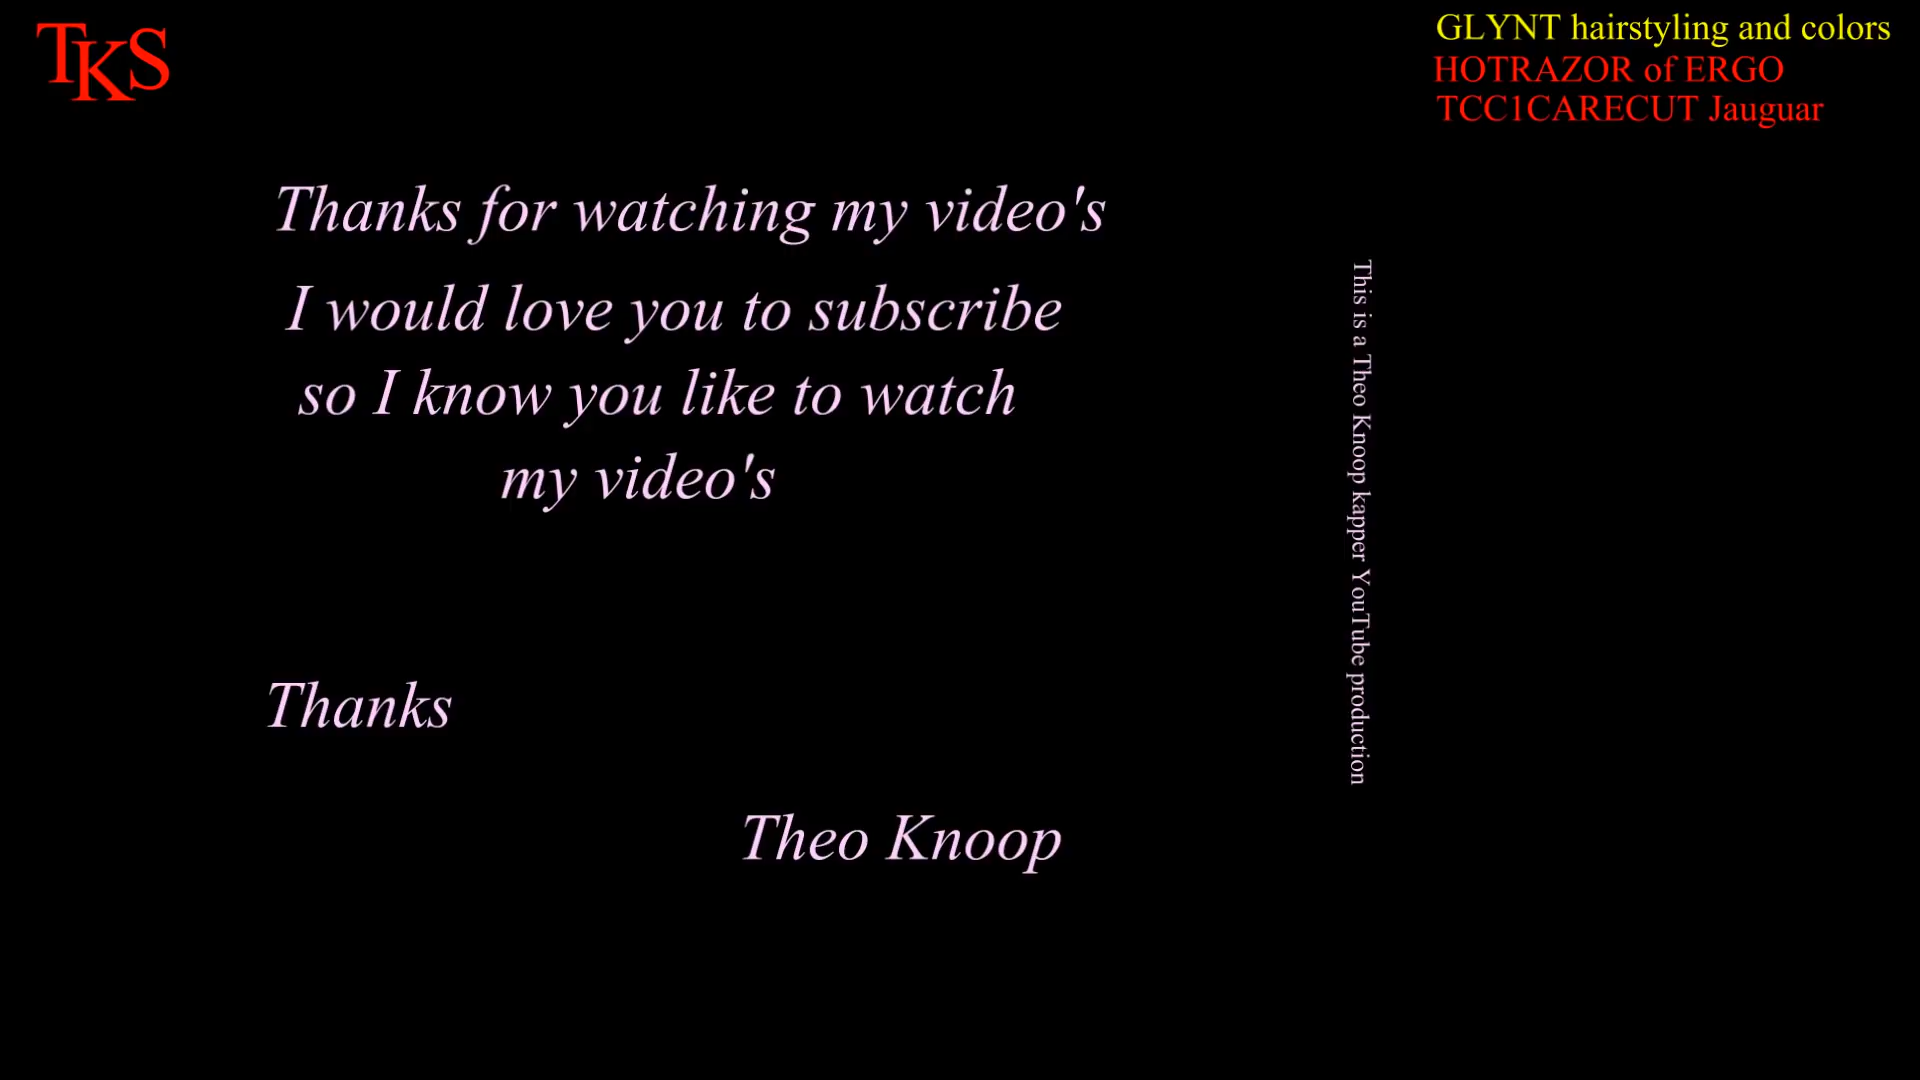 TKS
GLYNT hairstyling and colors
HOTRAZOR of ERGO
TCC1CARECUT Jauguar
Thanks for watching my video's
I would love you to subscribe
so I know you like to watch
my video's
This is a Theo Knoop kapper YouTube production
Thanks
Theo Knoop